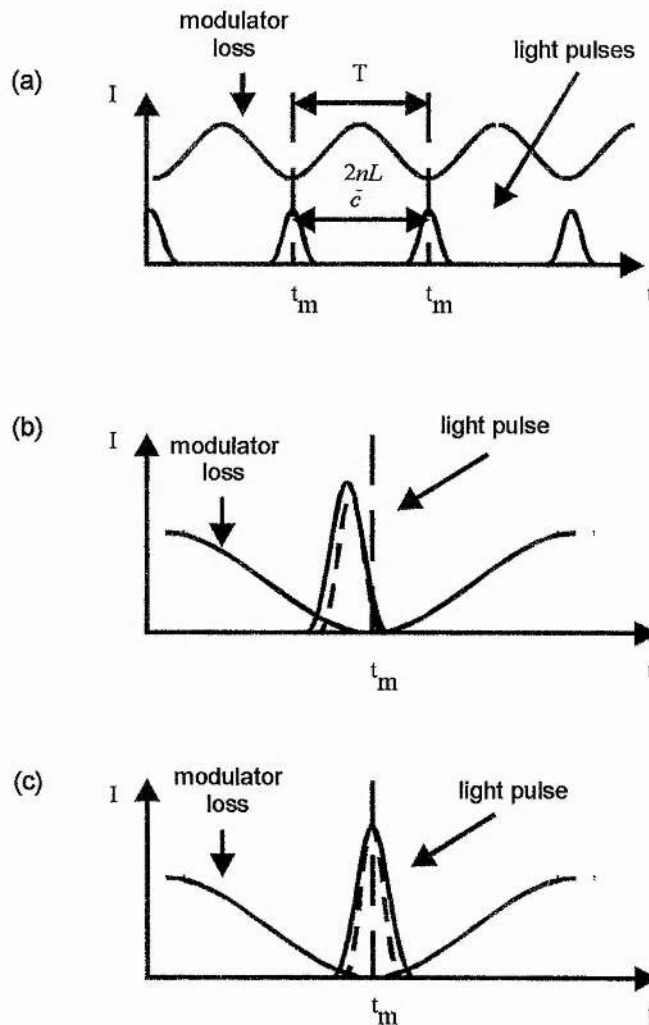 modulator
loss
light pulses
(a)
I
T
2nL
c̄
t_m
t_m
(b)
I
modulator
loss
light pulse
t_m
(c)
I
modulator
loss
light pulse
t_m